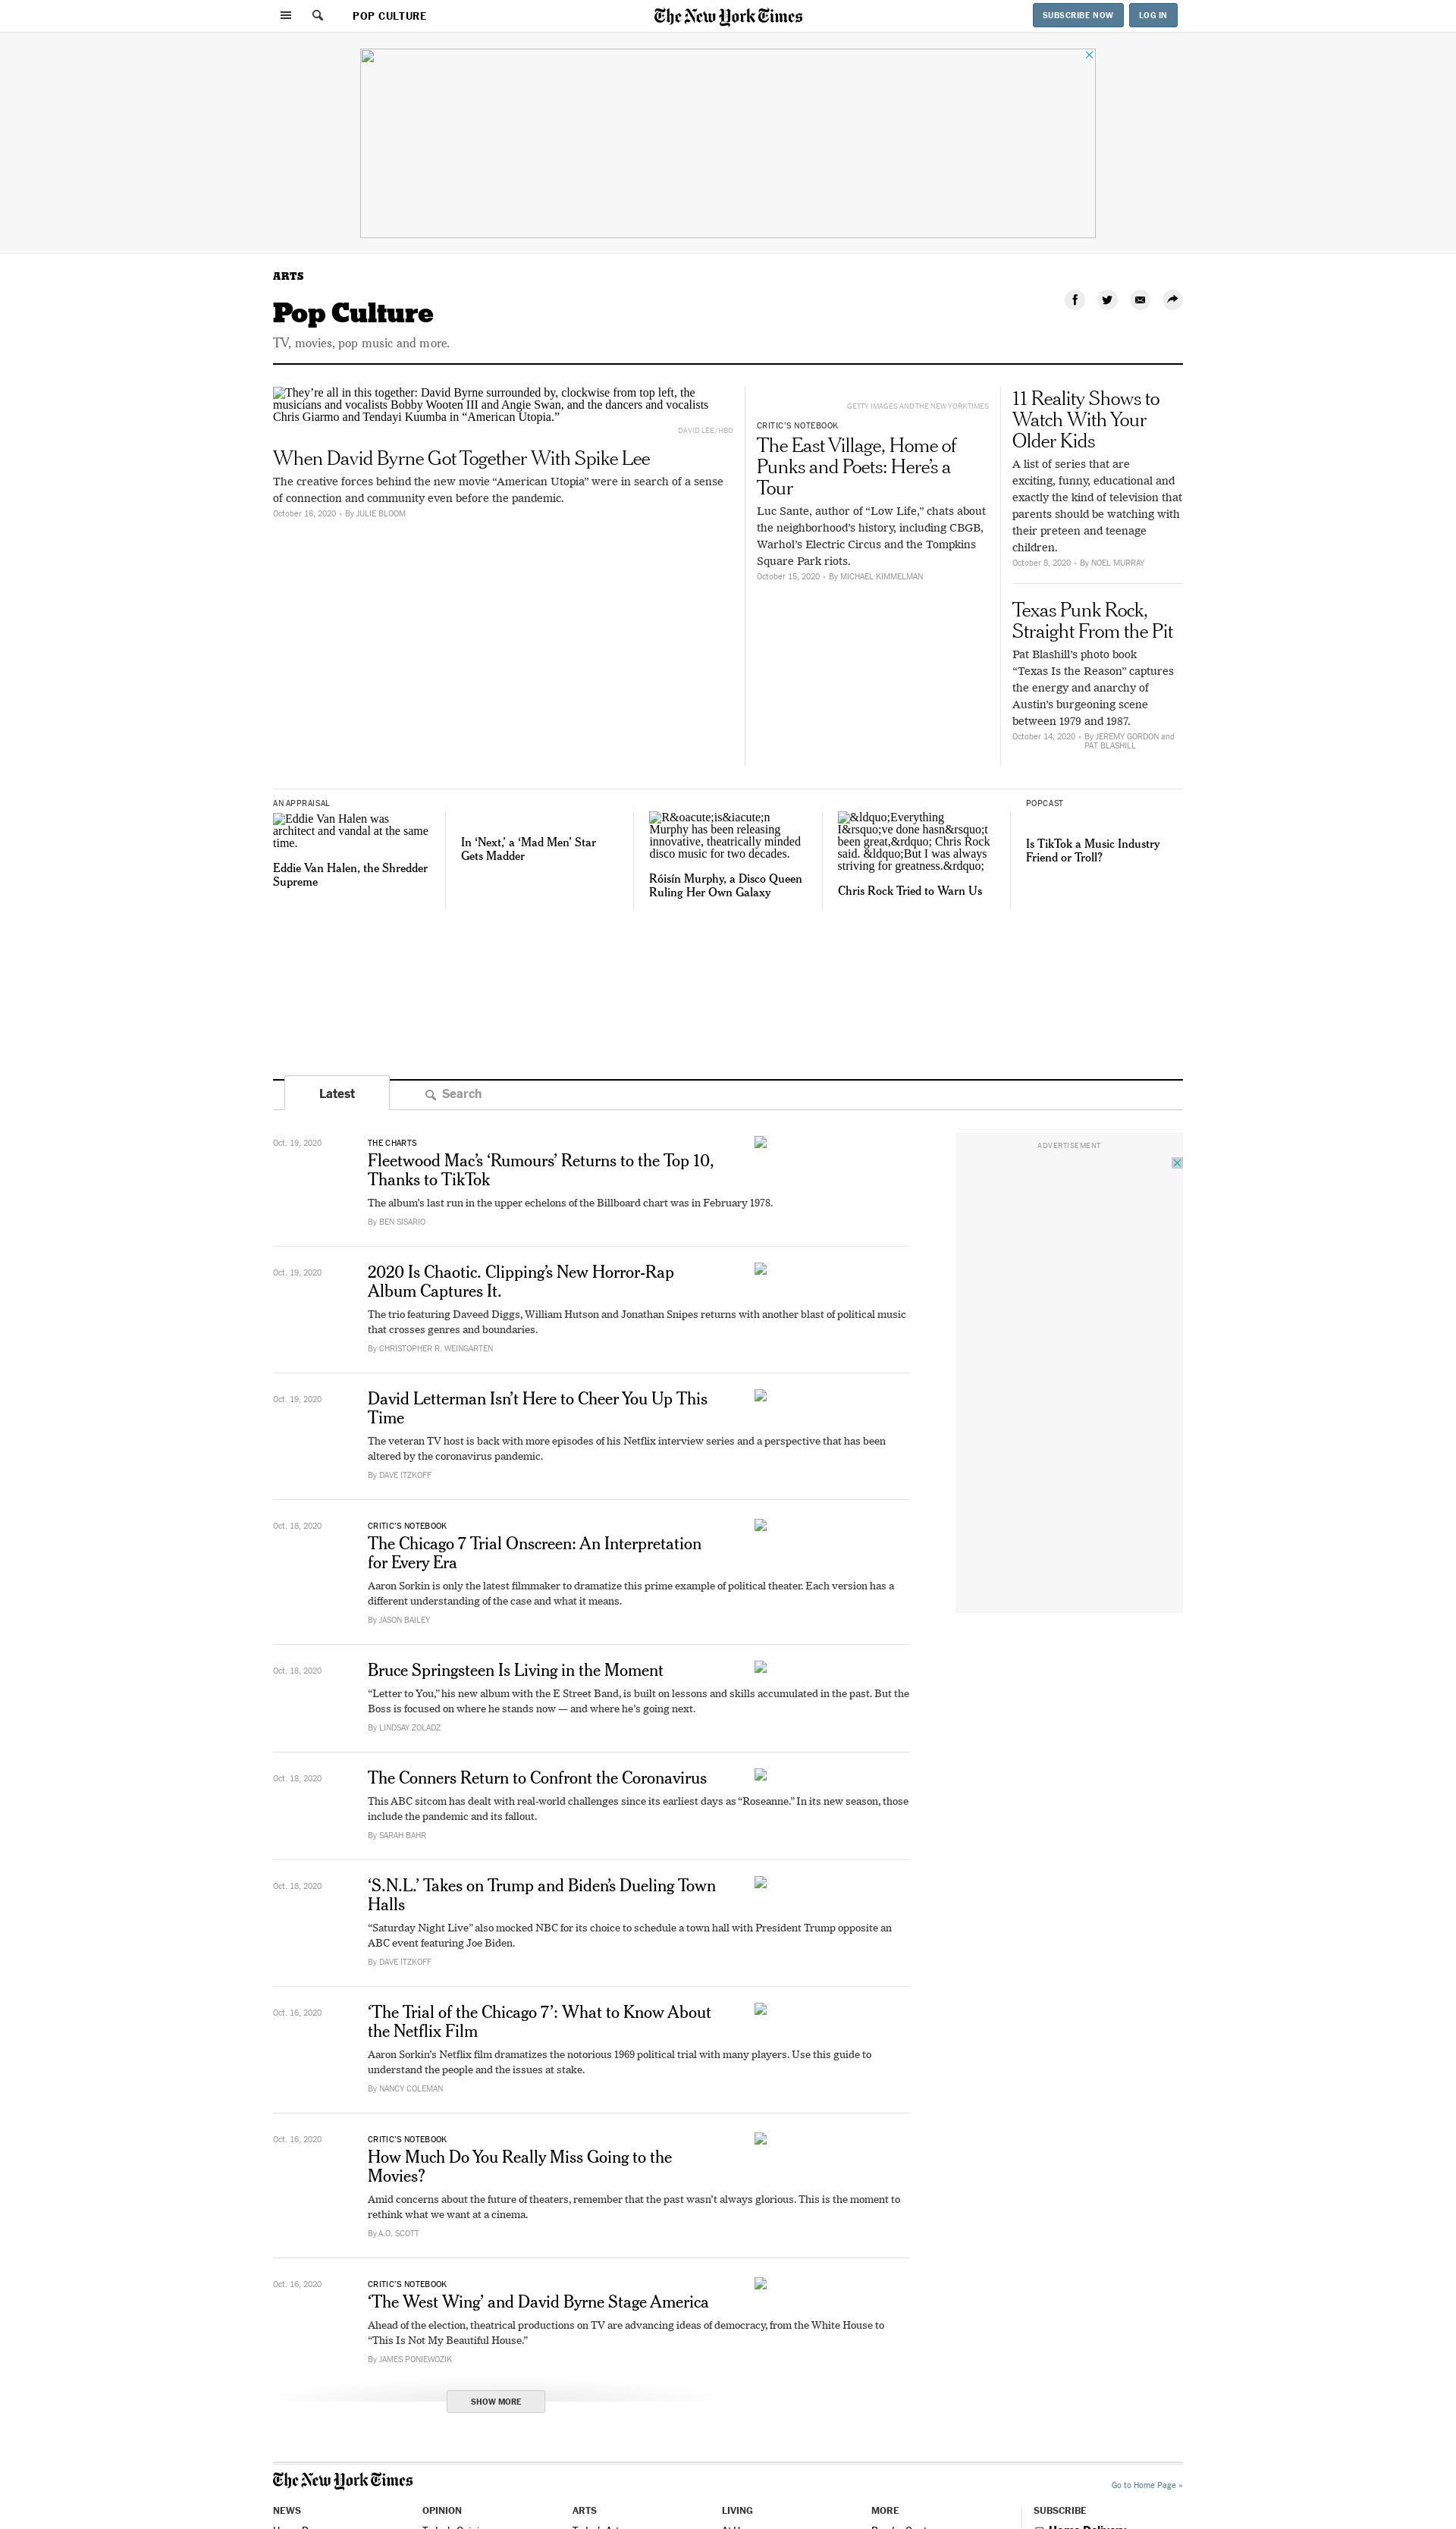 POP CULTURE
The New York Times
SUBSCRIBE NOW
LOG IN
ARTS
Pop Culture
TV, movies, pop music and more.
They’re all in this together: David Byrne surrounded by, clockwise from top left, the
musicians and vocalists Bobby Wooten III and Angie Swan, and the dancers and vocalists
Chris Giarmo and Tendayi Kuumba in “American Utopia.”
DAVID LEE/HBO
When David Byrne Got Together With Spike Lee
The creative forces behind the new movie “American Utopia” were in search of a sense
of connection and community even before the pandemic.
October 16, 2020 • By JULIE BLOOM
GETTY IMAGES AND THE NEW YORK TIMES
CRITIC’S NOTEBOOK
The East Village, Home of
Punks and Poets: Here’s a
Tour
Luc Sante, author of “Low Life,” chats about
the neighborhood’s history, including CBGB,
Warhol’s Electric Circus and the Tompkins
Square Park riots.
October 15, 2020 • By MICHAEL KIMMELMAN
11 Reality Shows to
Watch With Your
Older Kids
A list of series that are
exciting, funny, educational and
exactly the kind of television that
parents should be watching with
their preteen and teenage
children.
October 8, 2020 • By NOEL MURRAY
Texas Punk Rock,
Straight From the Pit
Pat Blashill’s photo book
“Texas Is the Reason” captures
the energy and anarchy of
Austin’s burgeoning scene
between 1979 and 1987.
October 14, 2020 • By JEREMY GORDON and
PAT BLASHILL
AN APPRAISAL
Eddie Van Halen was
architect and vandal at the same
time.
Eddie Van Halen, the Shredder
Supreme
In ‘Next,’ a ‘Mad Men’ Star
Gets Madder
R&oacute;is&iacute;n
Murphy has been releasing
innovative, theatrically minded
disco music for two decades.
Róisín Murphy, a Disco Queen
Ruling Her Own Galaxy
&ldquo;Everything
I&rsquo;ve done hasn&rsquo;t
been great,&rdquo; Chris Rock
said. &ldquo;But I was always
striving for greatness.&rdquo;
Chris Rock Tried to Warn Us
POPCAST
Is TikTok a Music Industry
Friend or Troll?
Latest
Search
ADVERTISEMENT
Oct. 19, 2020
THE CHARTS
Fleetwood Mac’s ‘Rumours’ Returns to the Top 10,
Thanks to TikTok
The album’s last run in the upper echelons of the Billboard chart was in February 1978.
By BEN SISARIO
Oct. 19, 2020
2020 Is Chaotic. Clipping’s New Horror-Rap
Album Captures It.
The trio featuring Daveed Diggs, William Hutson and Jonathan Snipes returns with another blast of political music
that crosses genres and boundaries.
By CHRISTOPHER R. WEINGARTEN
Oct. 19, 2020
David Letterman Isn’t Here to Cheer You Up This
Time
The veteran TV host is back with more episodes of his Netflix interview series and a perspective that has been
altered by the coronavirus pandemic.
By DAVE ITZKOFF
Oct. 18, 2020
CRITIC’S NOTEBOOK
The Chicago 7 Trial Onscreen: An Interpretation
for Every Era
Aaron Sorkin is only the latest filmmaker to dramatize this prime example of political theater. Each version has a
different understanding of the case and what it means.
By JASON BAILEY
Oct. 18, 2020
Bruce Springsteen Is Living in the Moment
“Letter to You,” his new album with the E Street Band, is built on lessons and skills accumulated in the past. But the
Boss is focused on where he stands now — and where he’s going next.
By LINDSAY ZOLADZ
Oct. 18, 2020
The Conners Return to Confront the Coronavirus
This ABC sitcom has dealt with real-world challenges since its earliest days as “Roseanne.” In its new season, those
include the pandemic and its fallout.
By SARAH BAHR
Oct. 18, 2020
‘S.N.L.’ Takes on Trump and Biden’s Dueling Town
Halls
“Saturday Night Live” also mocked NBC for its choice to schedule a town hall with President Trump opposite an
ABC event featuring Joe Biden.
By DAVE ITZKOFF
Oct. 16, 2020
‘The Trial of the Chicago 7’: What to Know About
the Netflix Film
Aaron Sorkin’s Netflix film dramatizes the notorious 1969 political trial with many players. Use this guide to
understand the people and the issues at stake.
By NANCY COLEMAN
Oct. 16, 2020
CRITIC’S NOTEBOOK
How Much Do You Really Miss Going to the
Movies?
Amid concerns about the future of theaters, remember that the past wasn’t always glorious. This is the moment to
rethink what we want at a cinema.
By A.O. SCOTT
Oct. 16, 2020
CRITIC’S NOTEBOOK
‘The West Wing’ and David Byrne Stage America
Ahead of the election, theatrical productions on TV are advancing ideas of democracy, from the White House to
“This Is Not My Beautiful House.”
By JAMES PONIEWOZIK
SHOW MORE
The New York Times
Go to Home Page »
NEWS
OPINION
ARTS
LIVING
MORE
SUBSCRIBE
Home Delivery